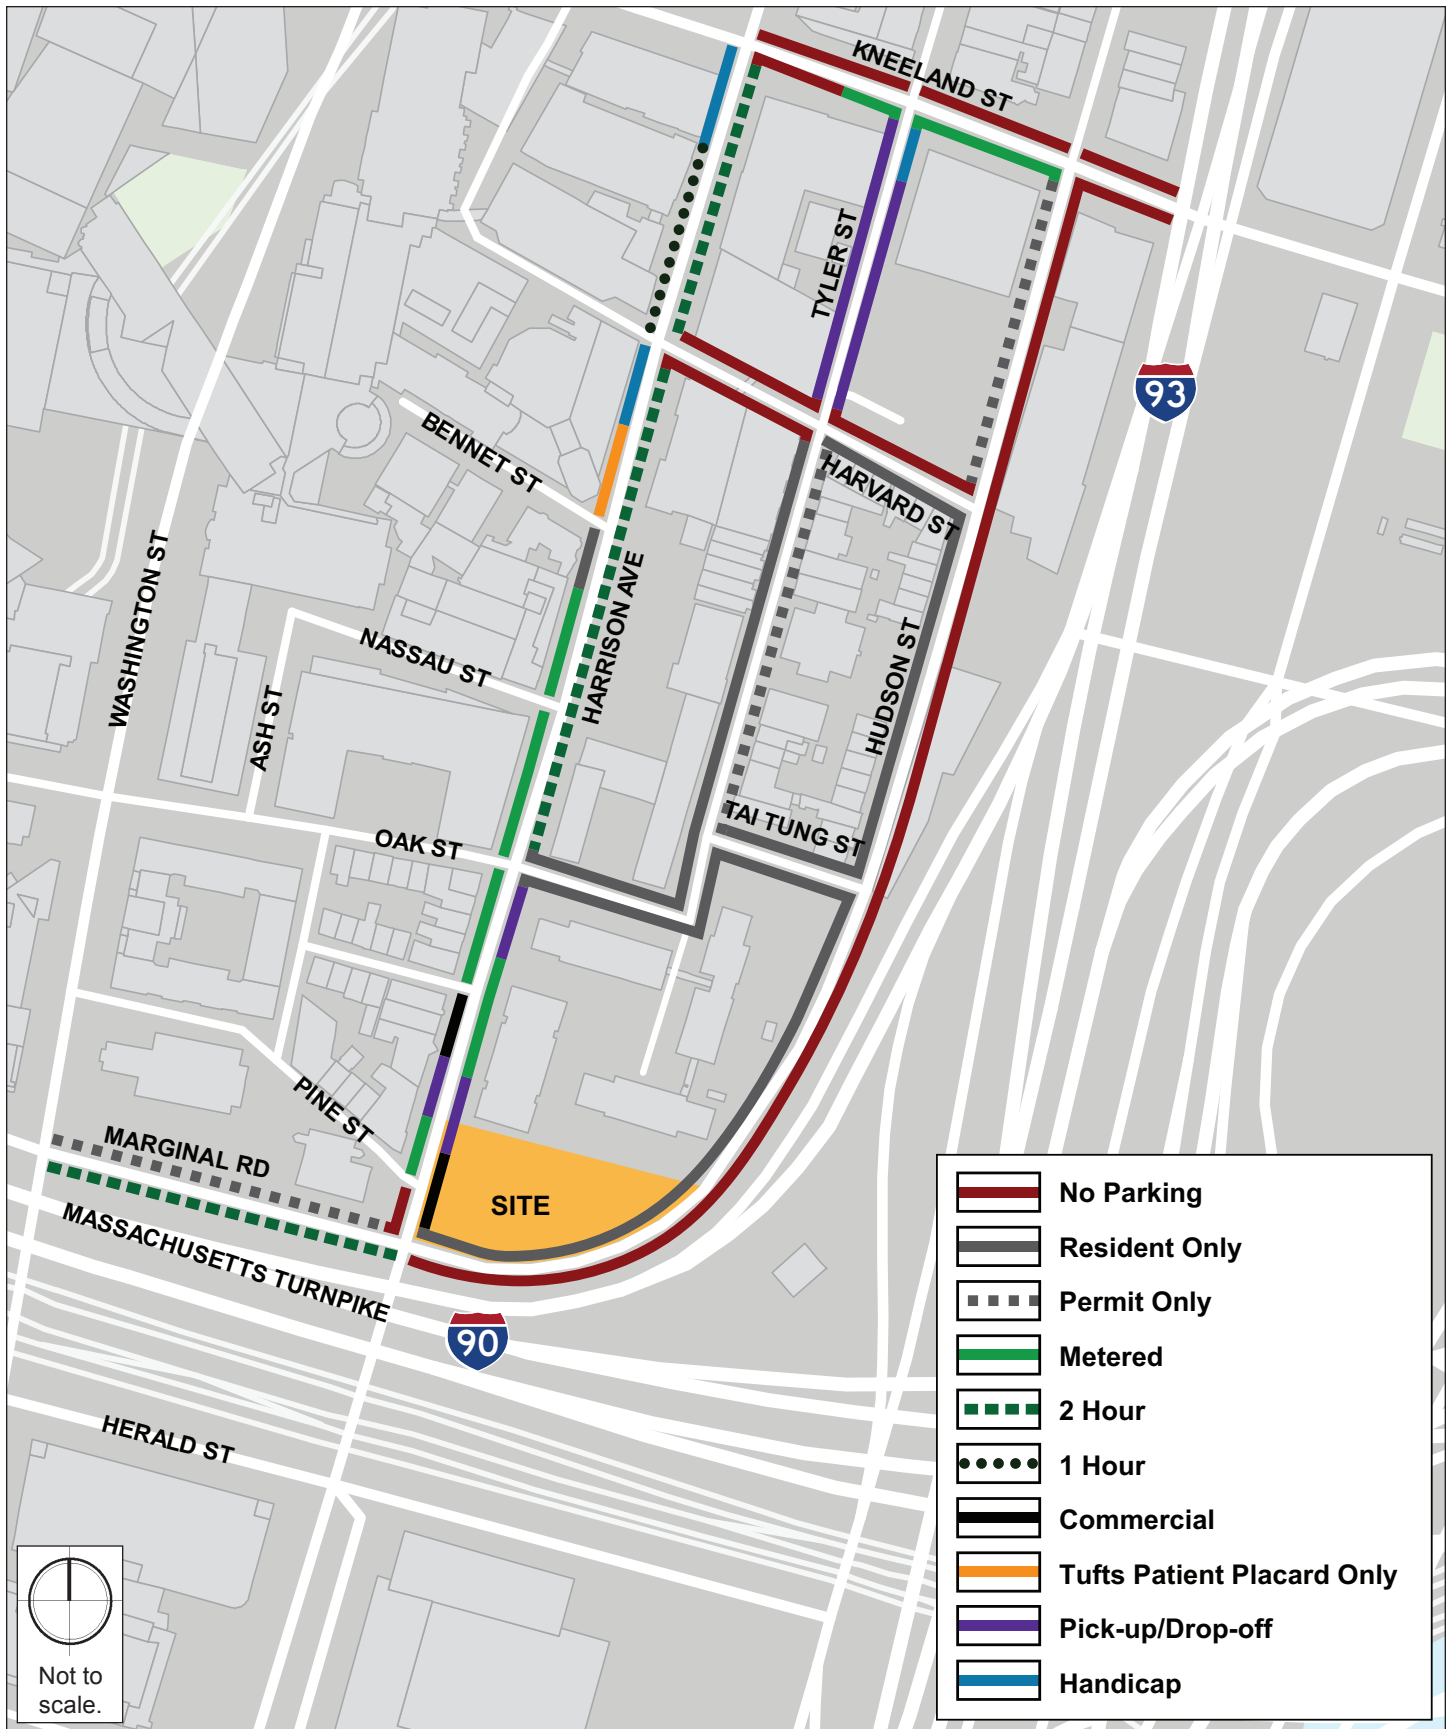 KNEELAND ST
TYLER ST
93
BENNET ST
HARVARD ST
WASHINGTON ST
HARRISON AVE
NASSAU ST
HUDSON ST
ASH ST
TAI TUNG ST
OAK ST
PINE ST
MARGINAL RD
SITE
MASSACHUSETTS TURNPIKE
90
HERALD ST
No Parking
Resident Only
Permit Only
Metered
2 Hour
1 Hour
Commercial
Tufts Patient Placard Only
Pick-up/Drop-off
Handicap
Not to
scale.